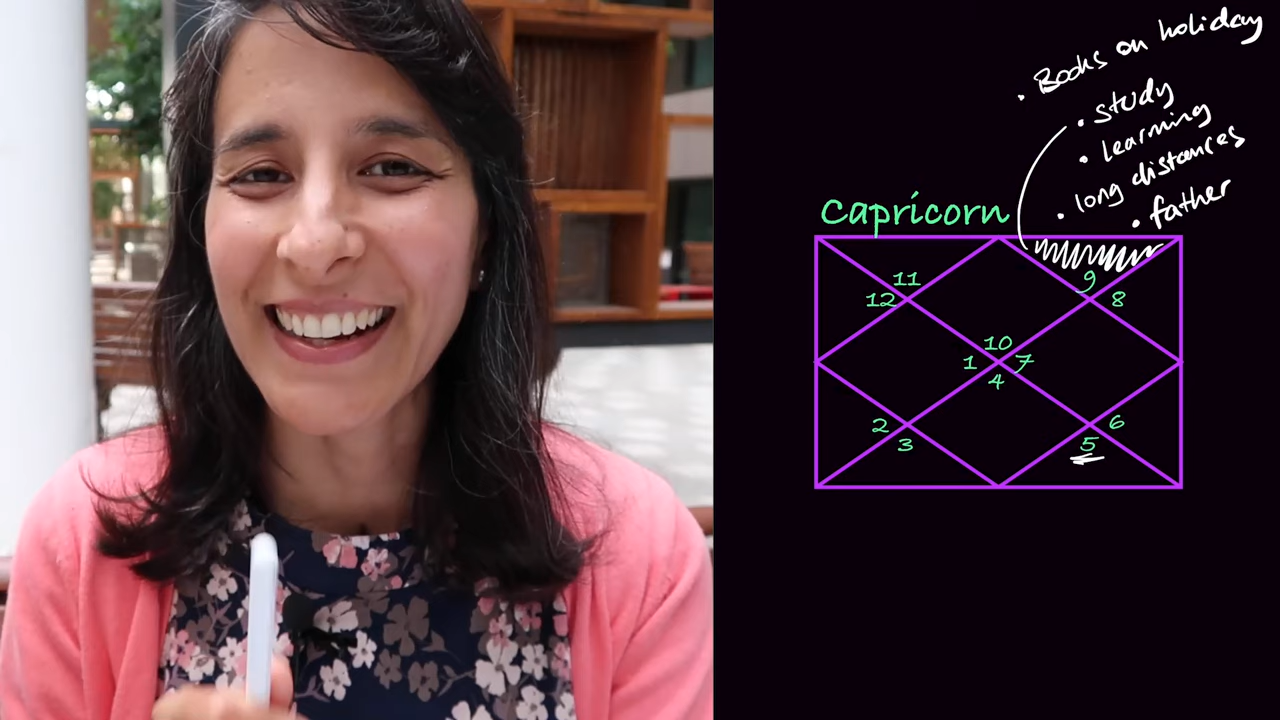 • Books on holiday
• study
• learning
• long distances
• father
Capricorn
11
9
12
8
10
1
7
4
2
6
3
5